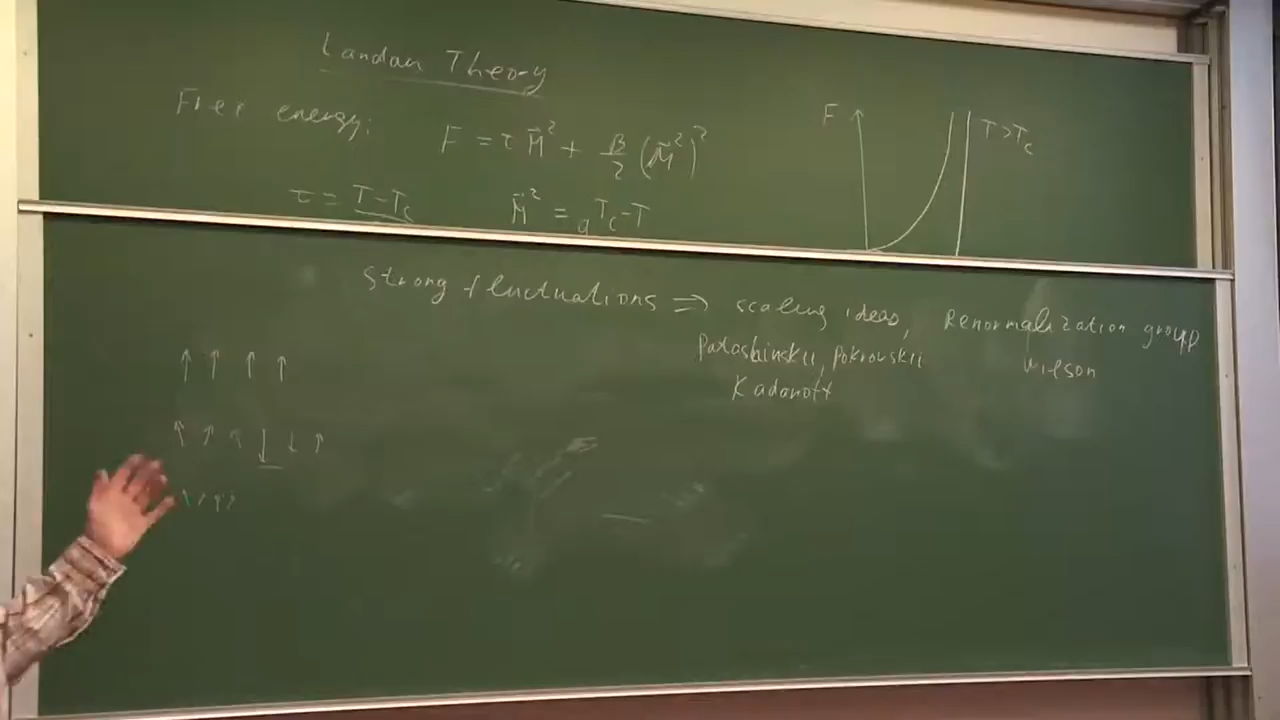 Landau Theory
Free energy:
F = τ M⃗² + B/2 (M⃗²)²
F
T>Tc
τ = T-Tc
M⃗² = Tc-T
Strong fluctuations ⇒ scaling ideas, Renormalization group
Patashinskii, Pokrovskii
Wilson
Kadanoff